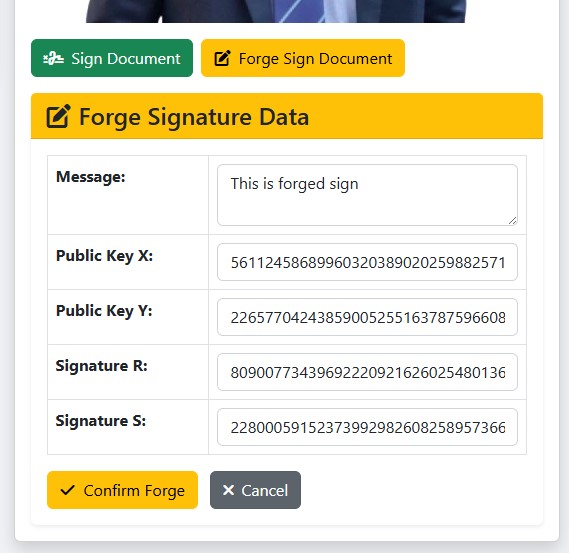 Sign Document
Forge Sign Document
Forge Signature Data
Message:
This is forged sign
Public Key X:
56112458689960320389020259882571
Public Key Y:
22657704243859005255163787596608
Signature R:
80900773439692220921626025480136
Signature S:
22800059152373992982608258957366
Confirm Forge
Cancel